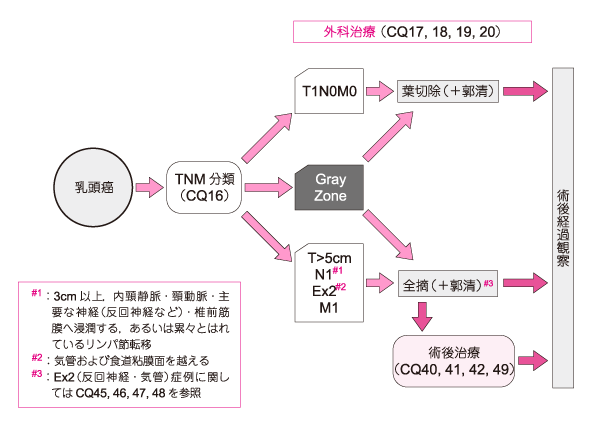 外科治療（CQ17, 18, 19, 20）
乳頭癌
TNM 分類
（CQ16）
T1N0M0
葉切除（＋郭清）
Gray
Zone
T>5cm
N1#1
Ex2#2
M1
全摘（＋郭清）#3
術後治療
（CQ40, 41, 42, 49）
術後経過観察
#1：3cm 以上，内頸静脈・頸動脈・主
要な神経（反回神経など）・椎前筋
膜へ浸潤する，あるいは累々とはれ
ているリンパ節転移
#2：気管および食道粘膜面を越える
#3：Ex2（反回神経・気管）症例に関し
てはCQ45, 46, 47, 48 を参照